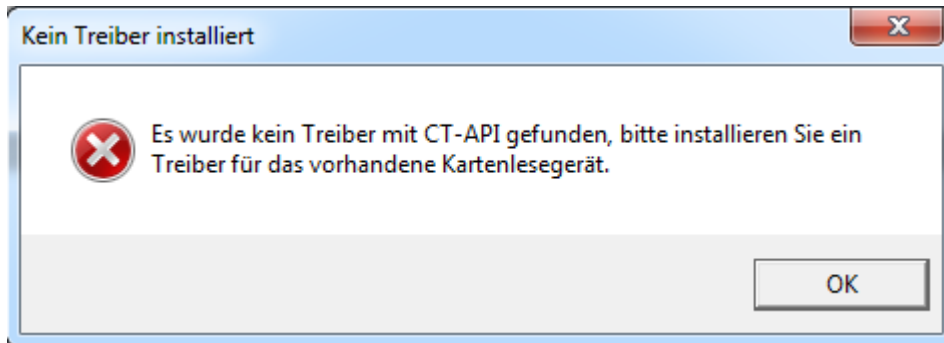 Kein Treiber installiert
Es wurde kein Treiber mit CT-API gefunden, bitte installieren Sie ein
Treiber für das vorhandene Kartenlesegerät.
OK